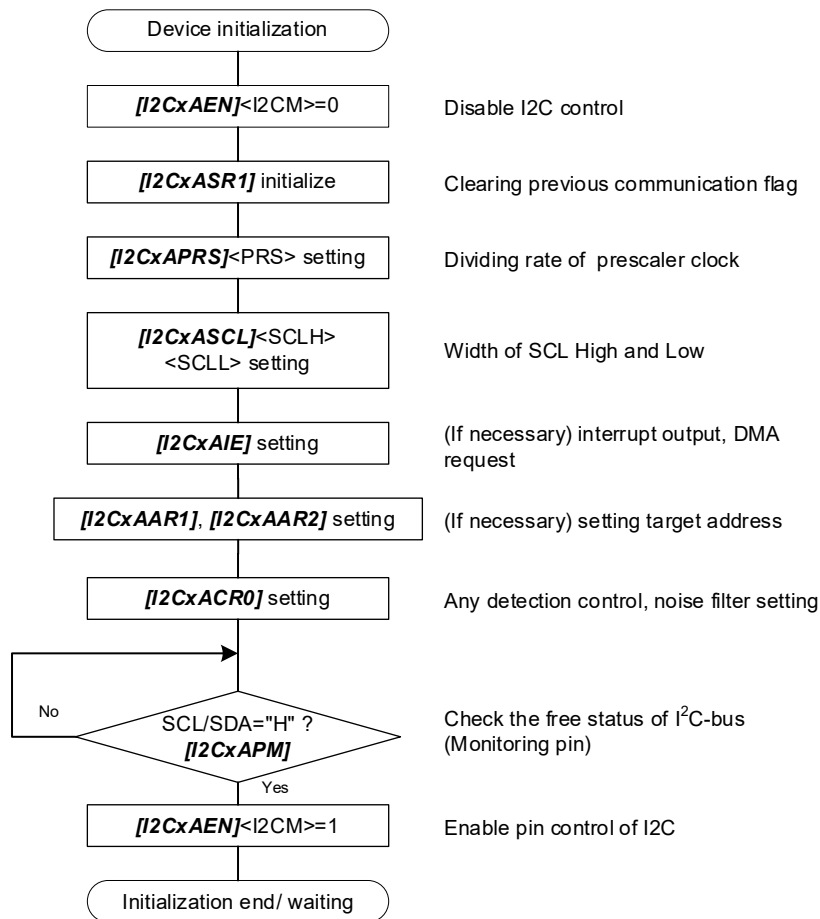 Device initialization
[I2CxAEN]<I2CM>=0
Disable I2C control
[I2CxASR1] initialize
Clearing previous communication flag
[I2CxAPRS]<PRS> setting
Dividing rate of prescaler clock
[I2CxASCL]<SCLH>
<SCLL> setting
Width of SCL High and Low
[I2CxAIE] setting
(If necessary) interrupt output, DMA
request
[I2CxAAR1], [I2CxAAR2] setting
(If necessary) setting target address
[I2CxACR0] setting
Any detection control, noise filter setting
No
SCL/SDA="H" ?
[I2CxAPM]
Check the free status of I²C-bus
(Monitoring pin)
Yes
[I2CxAEN]<I2CM>=1
Enable pin control of I2C
Initialization end/ waiting